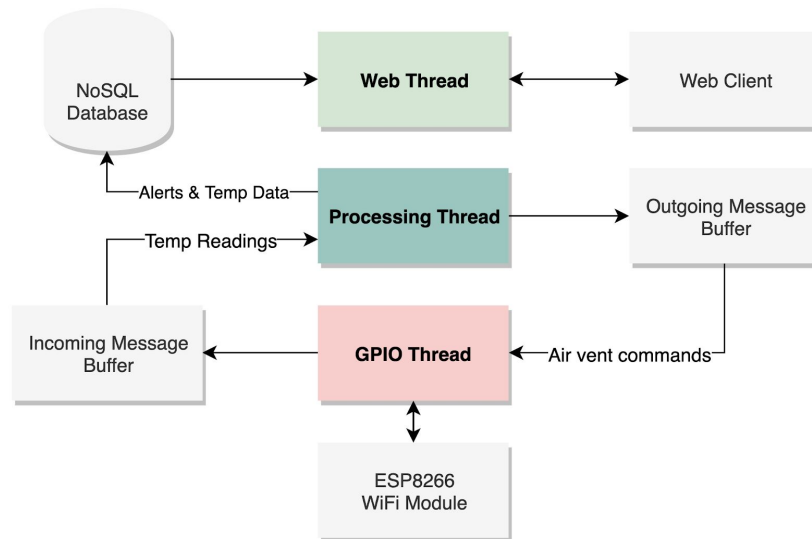 NoSQL
Database
Web Thread
Web Client
Alerts & Temp Data
Processing Thread
Outgoing Message
Buffer
Temp Readings
Incoming Message
Buffer
GPIO Thread
Air vent commands
ESP8266
WiFi Module